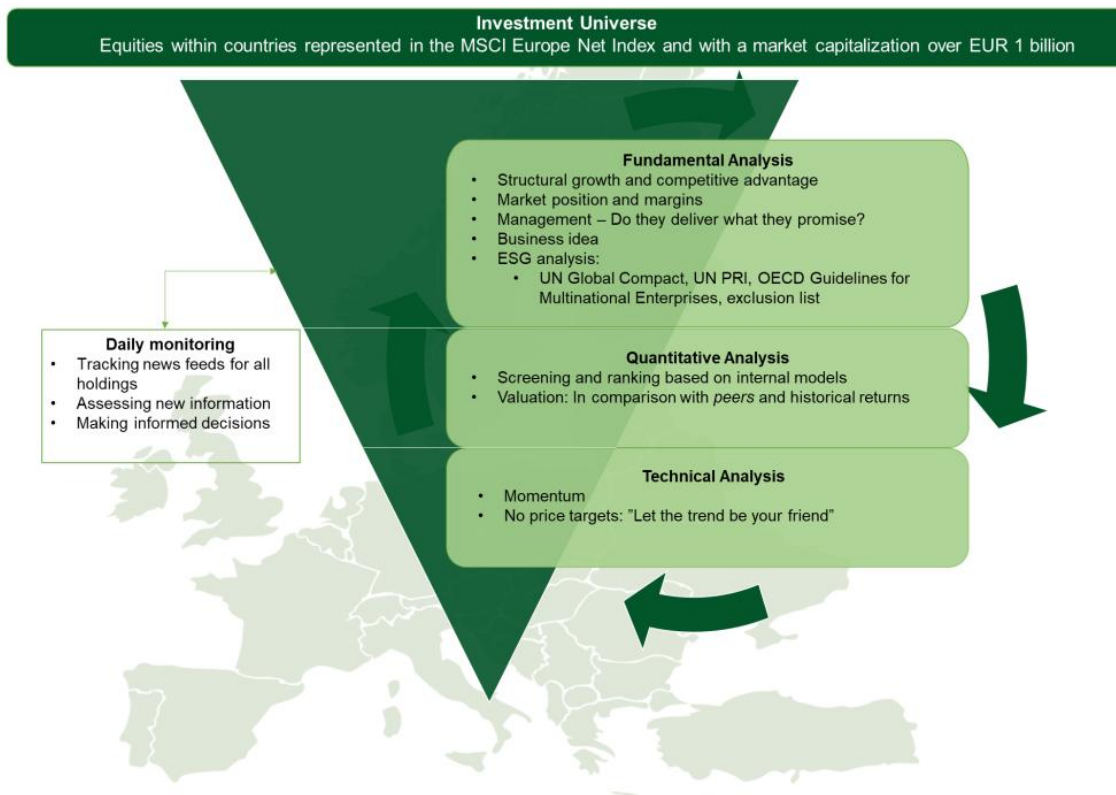 Investment Universe
Equities within countries represented in the MSCI Europe Net Index and with a market capitalization over EUR 1 billion
Fundamental Analysis
• Structural growth and competitive advantage
• Market position and margins
• Management – Do they deliver what they promise?
• Business idea
• ESG analysis:
• UN Global Compact, UN PRI, OECD Guidelines for
Multinational Enterprises, exclusion list
Daily monitoring
• Tracking news feeds for all
holdings
• Assessing new information
• Making informed decisions
Quantitative Analysis
• Screening and ranking based on internal models
• Valuation: In comparison with peers and historical returns
Technical Analysis
• Momentum
• No price targets: ”Let the trend be your friend”